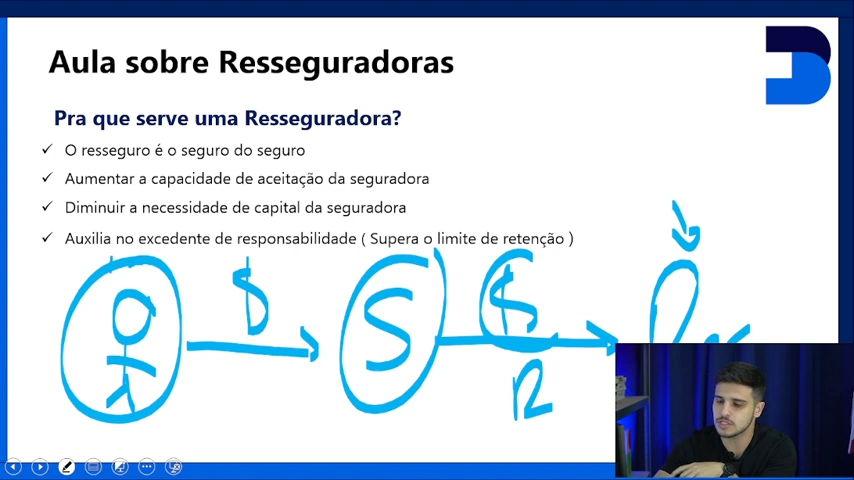 Aula sobre Resseguradoras
Pra que serve uma Resseguradora?
✓ O resseguro é o seguro do seguro
✓ Aumentar a capacidade de aceitação da seguradora
✓ Diminuir a necessidade de capital da seguradora
✓ Auxilia no excedente de responsabilidade ( Supera o limite de retenção )
$ S $
R